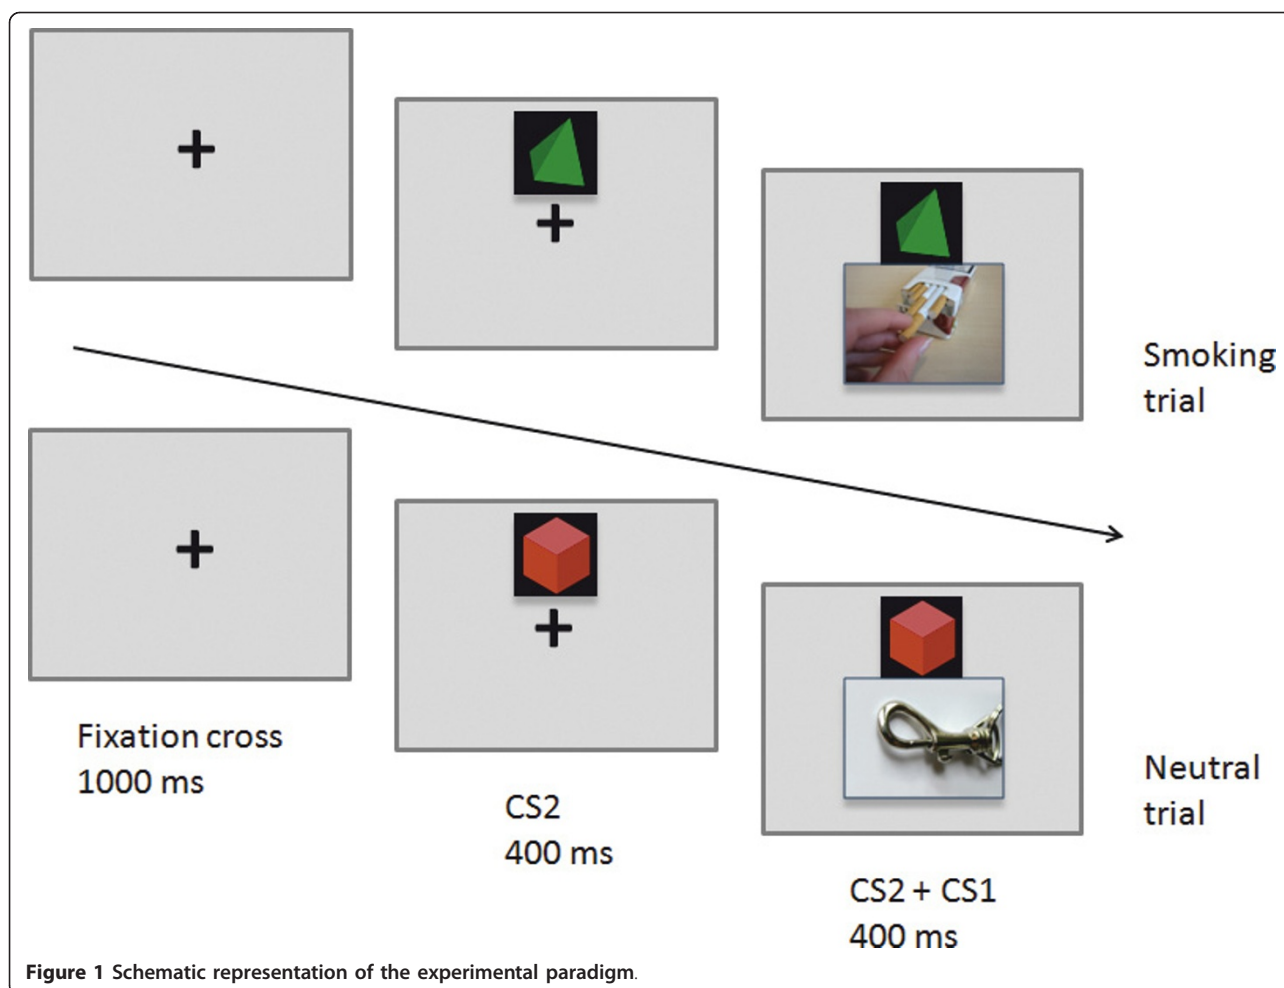 Smoking
trial
Fixation cross
1000 ms
CS2
400 ms
Neutral
trial
CS2 + CS1
400 ms
Figure 1 Schematic representation of the experimental paradigm.